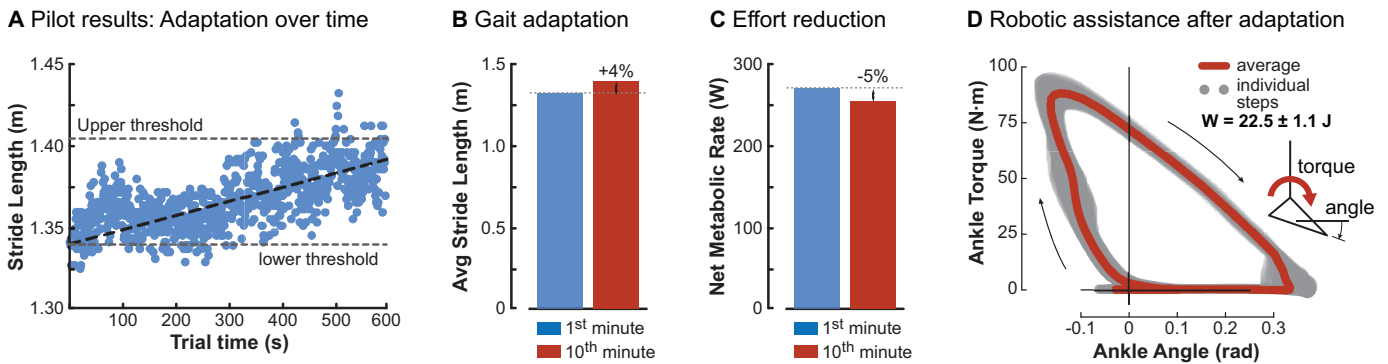 A Pilot results: Adaptation over time
1.45
1.40
1.35
1.30
Stride Length (m)
Upper threshold
lower threshold
100 200 300 400 500 600
Trial time (s)
B Gait adaptation
1.5
1.0
0.5
0
Avg Stride Length (m)
+4%
1st minute
10th minute
C Effort reduction
300
200
100
0
Net Metabolic Rate (W)
-5%
1st minute
10th minute
D Robotic assistance after adaptation
100
75
50
25
0
Ankle Torque (N·m)
average
individual
steps
W = 22.5 ± 1.1 J
torque
angle
-0.1 0 0.1 0.2 0.3
Ankle Angle (rad)